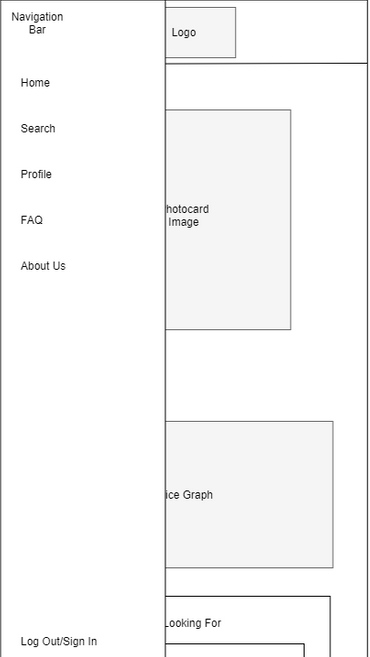 Navigation
Bar
Logo
Home
Search
Profile
FAQ
About Us
hotocard
Image
ice Graph
Looking For
Log Out/Sign In